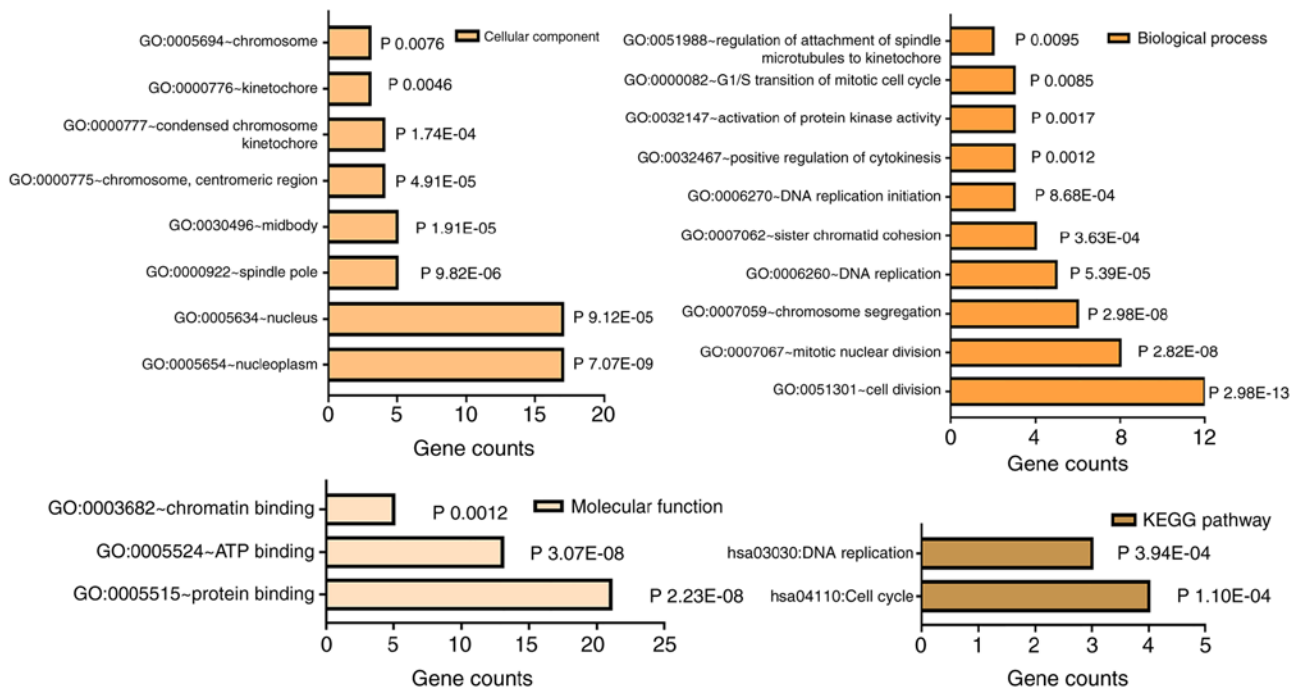 GO:0005694~chromosome
P 0.0076
Cellular component
GO:0000776~kinetochore
P 0.0046
GO:0000777~condensed chromosome
kinetochore
P 1.74E-04
GO:0000775~chromosome, centromeric region
P 4.91E-05
GO:0030496~midbody
P 1.91E-05
GO:0000922~spindle pole
P 9.82E-06
GO:0005634~nucleus
P 9.12E-05
GO:0005654~nucleoplasm
P 7.07E-09
0 5 10 15 20
Gene counts
GO:0051988~regulation of attachment of spindle
microtubules to kinetochore
P 0.0095
Biological process
GO:0000082~G1/S transition of mitotic cell cycle
P 0.0085
GO:0032147~activation of protein kinase activity
P 0.0017
GO:0032467~positive regulation of cytokinesis
P 0.0012
GO:0006270~DNA replication initiation
P 8.68E-04
GO:0007062~sister chromatid cohesion
P 3.63E-04
GO:0006260~DNA replication
P 5.39E-05
GO:0007059~chromosome segregation
P 2.98E-08
GO:0007067~mitotic nuclear division
P 2.82E-08
GO:0051301~cell division
P 2.98E-13
0 4 8 12
Gene counts
GO:0003682~chromatin binding
P 0.0012
Molecular function
GO:0005524~ATP binding
P 3.07E-08
GO:0005515~protein binding
P 2.23E-08
0 5 10 15 20 25
Gene counts
KEGG pathway
hsa03030:DNA replication
P 3.94E-04
hsa04110:Cell cycle
P 1.10E-04
0 1 2 3 4 5
Gene counts